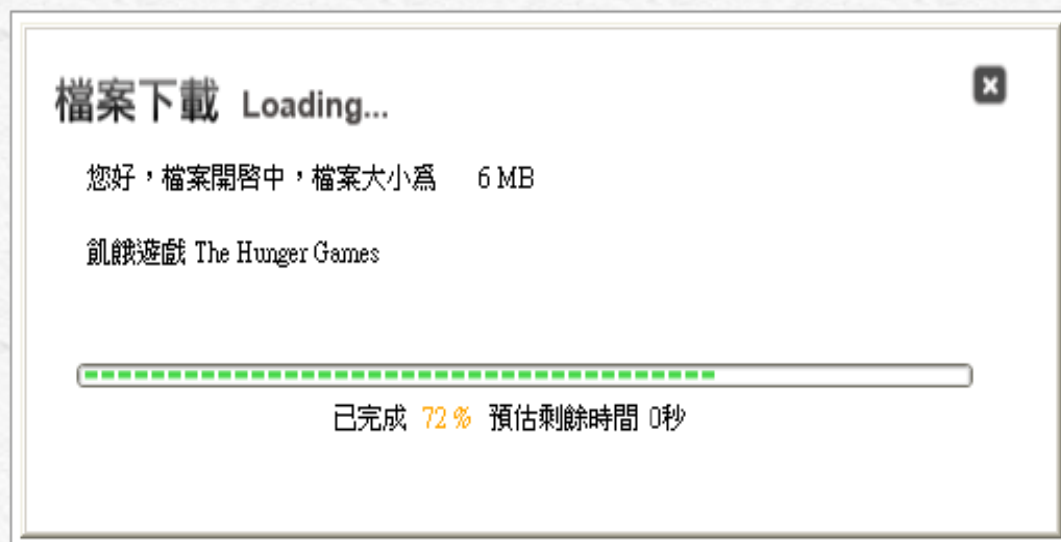 檔案下載 Loading...
您好，檔案開啓中，檔案大小爲 6 MB
飢餓遊戲 The Hunger Games
已完成 72 % 預估剩餘時間 0秒